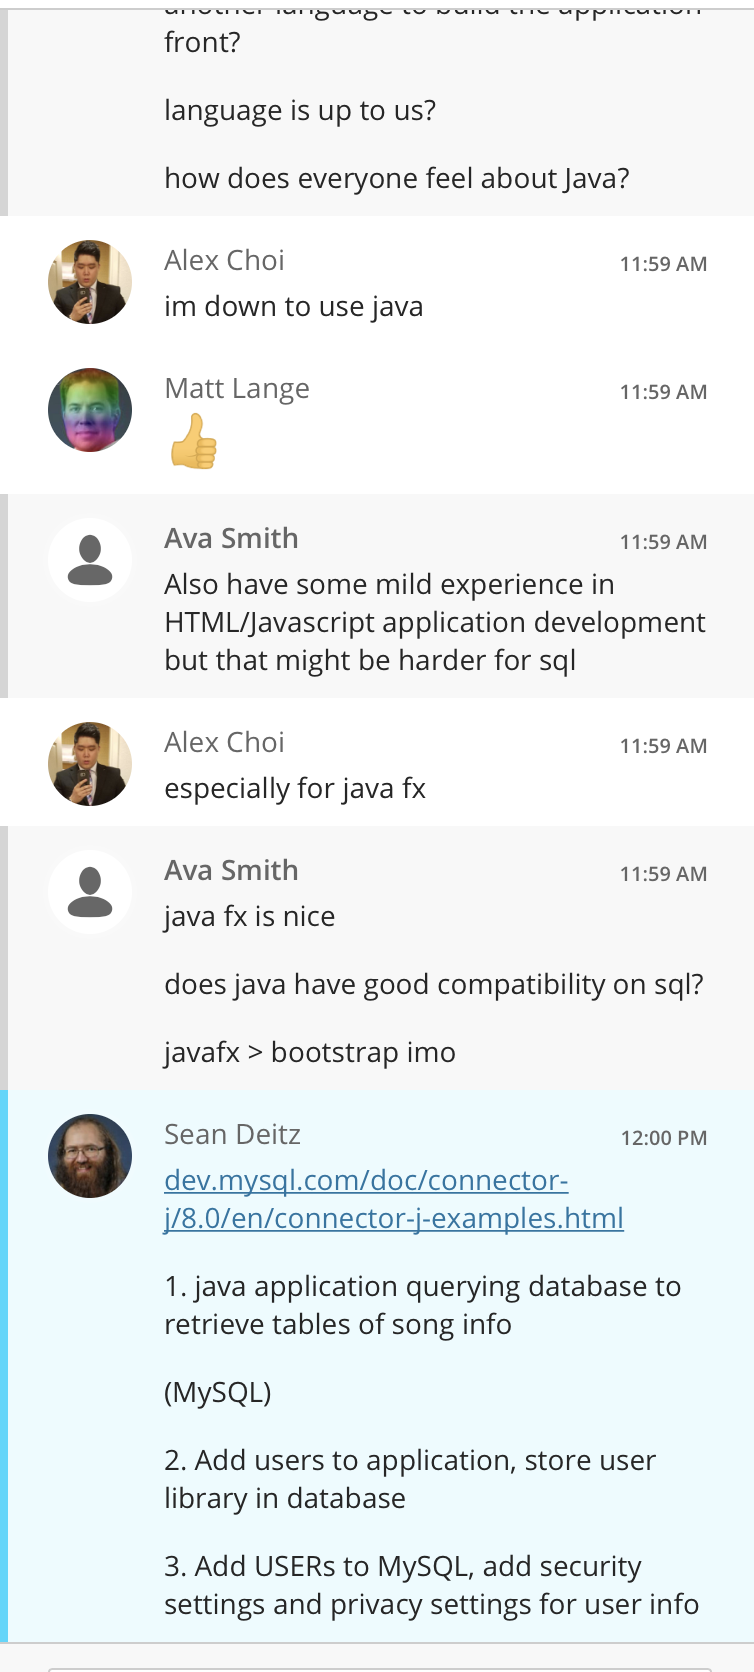 another language to build the application
front?
language is up to us?
how does everyone feel about Java?
Alex Choi
11:59 AM
im down to use java
Matt Lange
11:59 AM
Ava Smith
11:59 AM
Also have some mild experience in
HTML/Javascript application development
but that might be harder for sql
Alex Choi
11:59 AM
especially for java fx
Ava Smith
11:59 AM
java fx is nice
does java have good compatibility on sql?
javafx > bootstrap imo
Sean Deitz
12:00 PM
dev.mysql.com/doc/connector-
j/8.0/en/connector-j-examples.html
1. java application querying database to
retrieve tables of song info
(MySQL)
2. Add users to application, store user
library in database
3. Add USERs to MySQL, add security
settings and privacy settings for user info